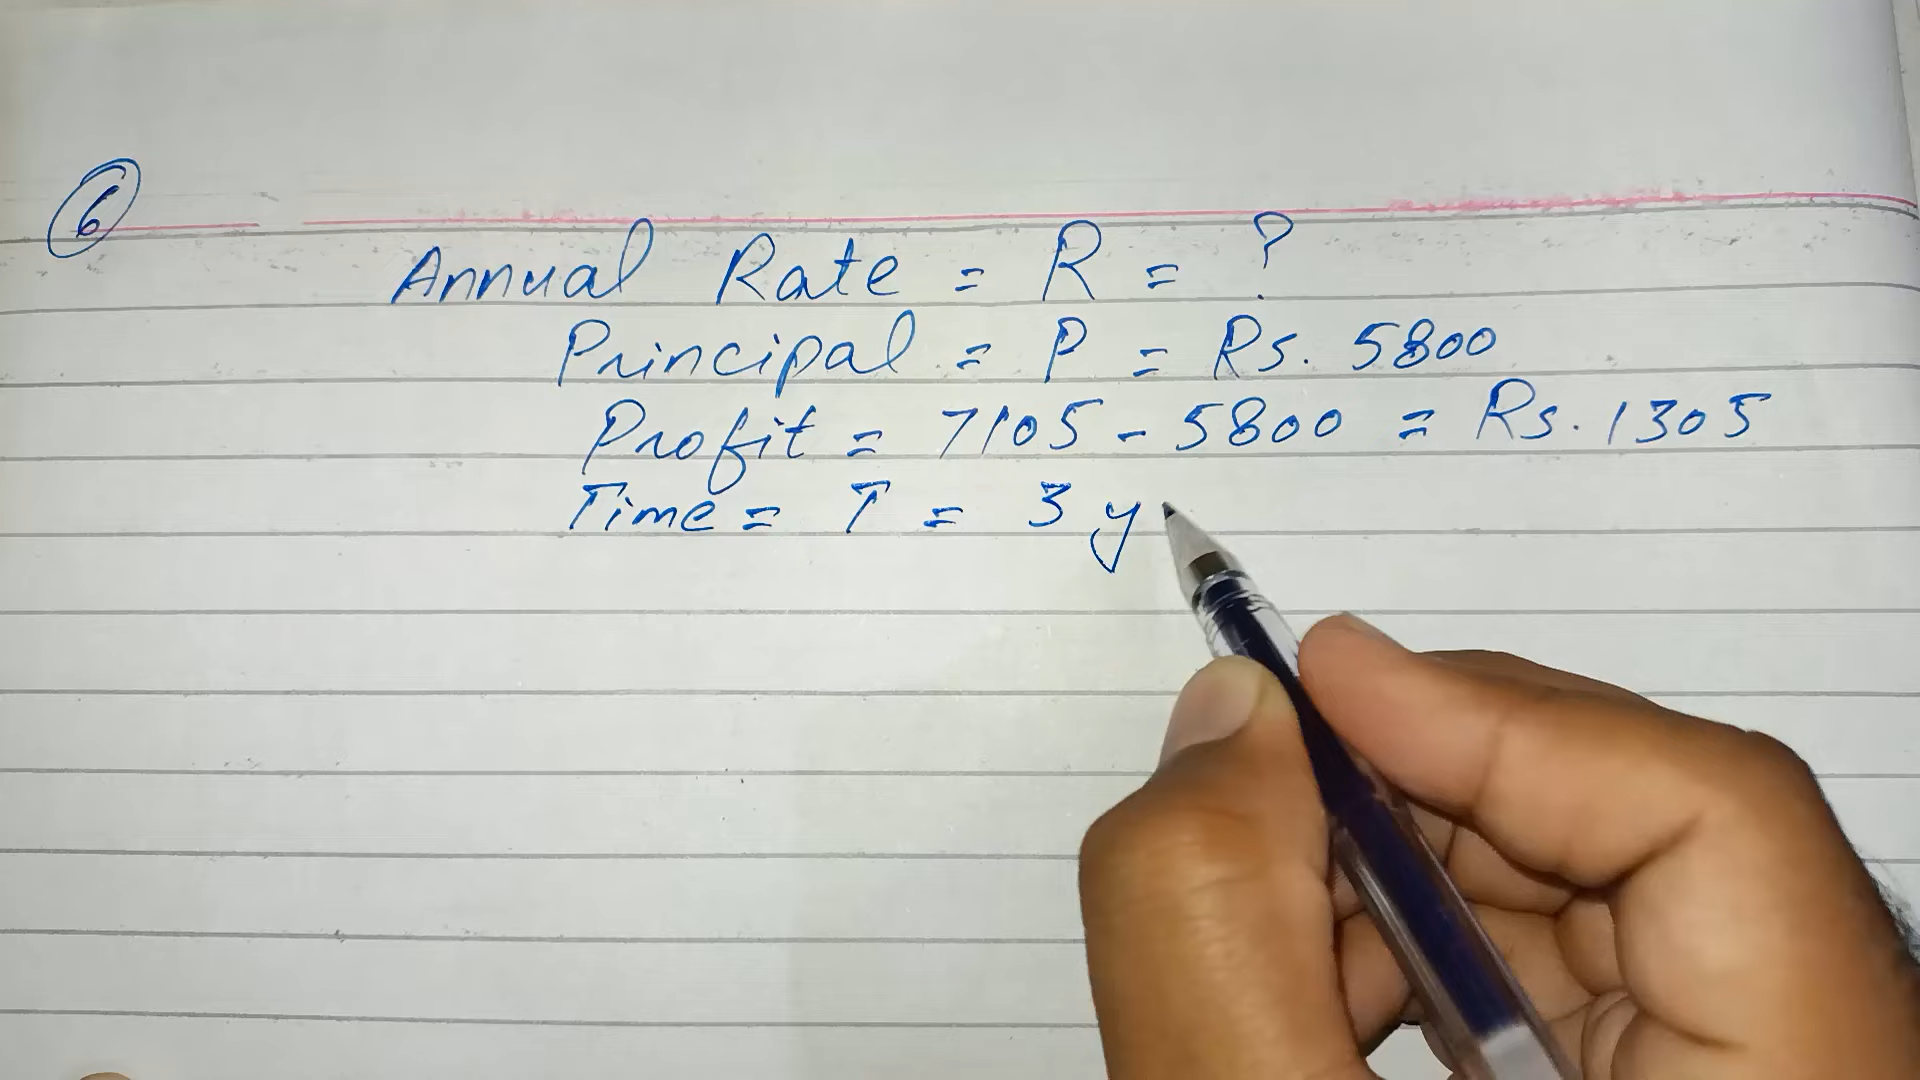 6
Annual Rate = R = ?
Principal = P = Rs. 5800
Profit = 7105 - 5800 = Rs. 1305
Time = T = 3 y